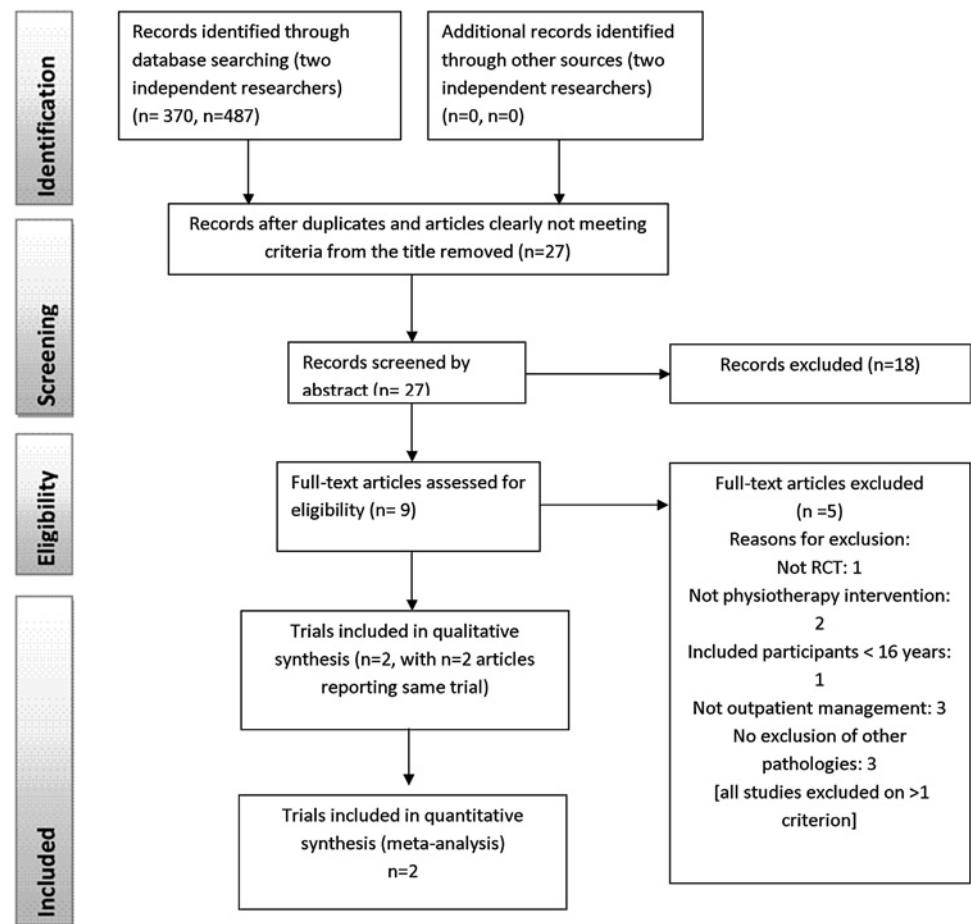 Identification
Records identified through
database searching (two
independent researchers)
(n= 370, n=487)
Additional records identified
through other sources (two
independent researchers)
(n=0, n=0)
Records after duplicates and articles clearly not meeting
criteria from the title removed (n=27)
Screening
Records screened by
abstract (n= 27)
Records excluded (n=18)
Eligibility
Full-text articles assessed for
eligibility (n= 9)
Full-text articles excluded
(n =5)
Reasons for exclusion:
Not RCT: 1
Not physiotherapy intervention:
2
Included participants < 16 years:
1
Not outpatient management: 3
No exclusion of other
pathologies: 3
[all studies excluded on >1
criterion]
Included
Trials included in qualitative
synthesis (n=2, with n=2 articles
reporting same trial)
Trials included in quantitative
synthesis (meta-analysis)
n=2